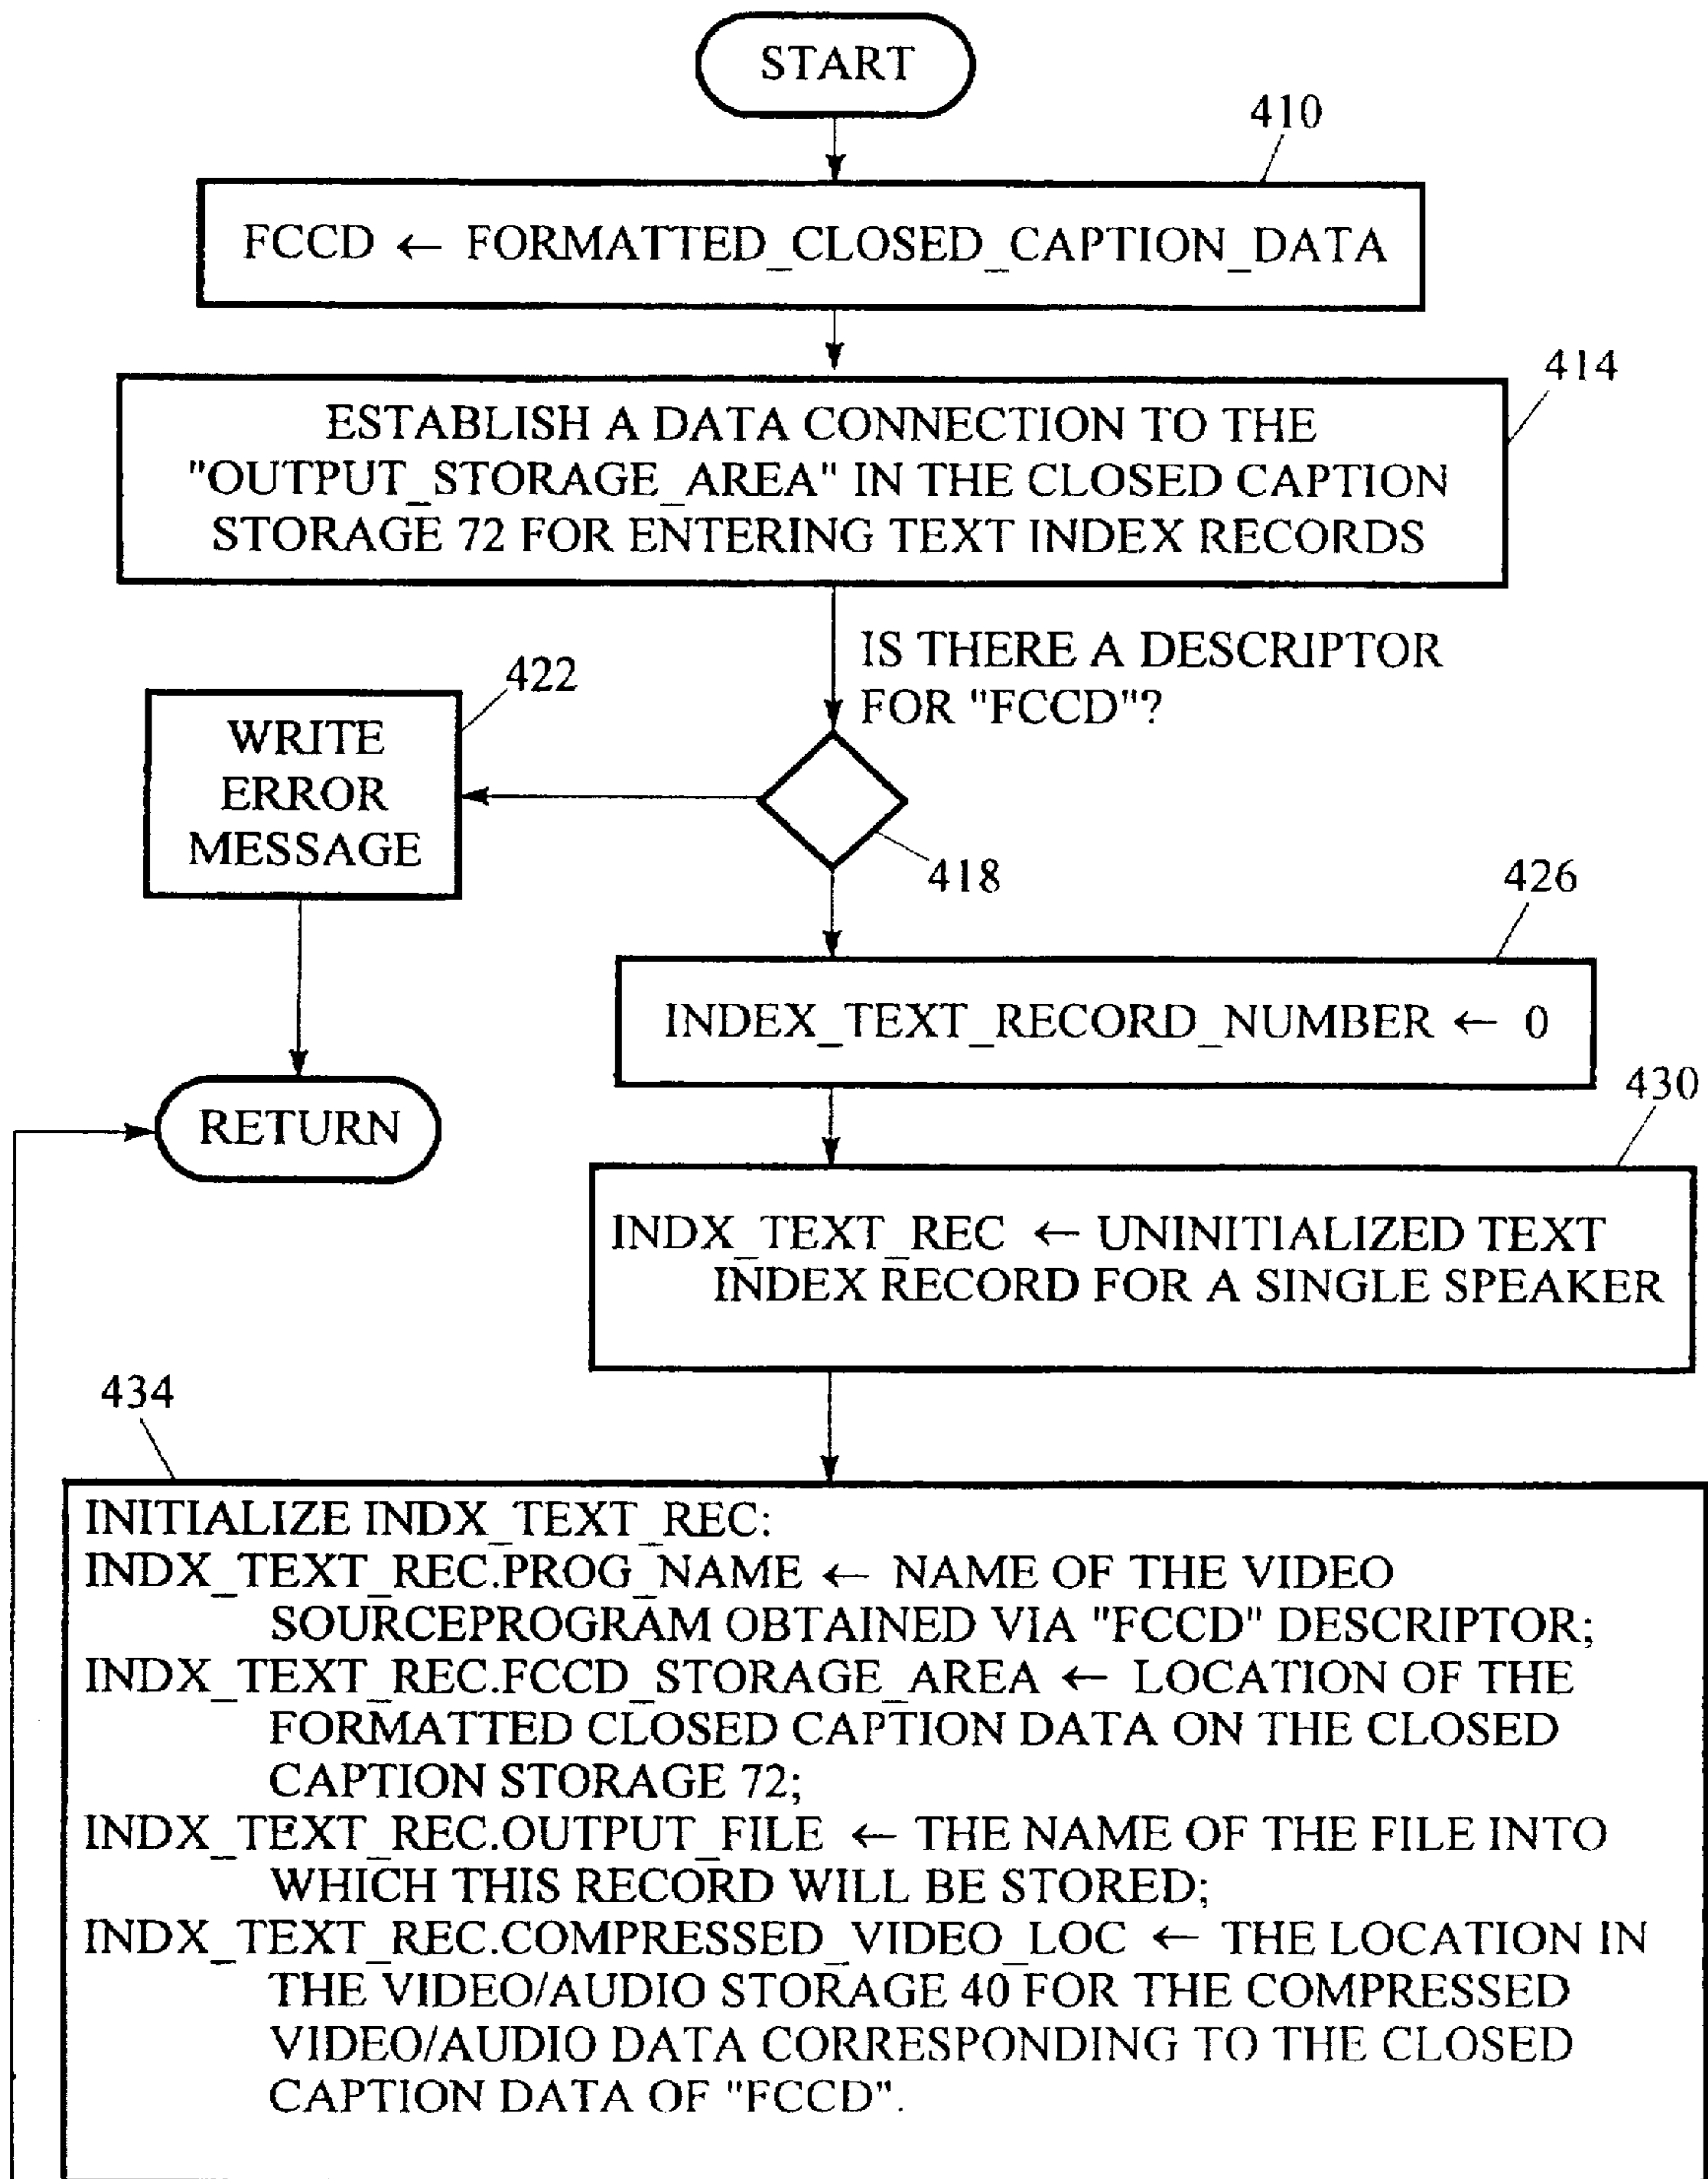 START
410
FCCD ← FORMATTED_CLOSED_CAPTION_DATA
414
ESTABLISH A DATA CONNECTION TO THE
"OUTPUT_STORAGE_AREA" IN THE CLOSED CAPTION
STORAGE 72 FOR ENTERING TEXT INDEX RECORDS
IS THERE A DESCRIPTOR
FOR "FCCD"?
422
WRITE
ERROR
MESSAGE
418
426
INDEX_TEXT_RECORD_NUMBER ← 0
RETURN
430
INDX_TEXT_REC ← UNINITIALIZED TEXT
INDEX RECORD FOR A SINGLE SPEAKER
434
INITIALIZE INDX_TEXT_REC:
INDX_TEXT_REC.PROG_NAME ← NAME OF THE VIDEO
SOURCEPROGRAM OBTAINED VIA "FCCD" DESCRIPTOR;
INDX_TEXT_REC.FCCD_STORAGE_AREA ← LOCATION OF THE
FORMATTED CLOSED CAPTION DATA ON THE CLOSED
CAPTION STORAGE 72;
INDX_TEXT_REC.OUTPUT_FILE ← THE NAME OF THE FILE INTO
WHICH THIS RECORD WILL BE STORED;
INDX_TEXT_REC.COMPRESSED_VIDEO_LOC ← THE LOCATION IN
THE VIDEO/AUDIO STORAGE 40 FOR THE COMPRESSED
VIDEO/AUDIO DATA CORRESPONDING TO THE CLOSED
CAPTION DATA OF "FCCD".